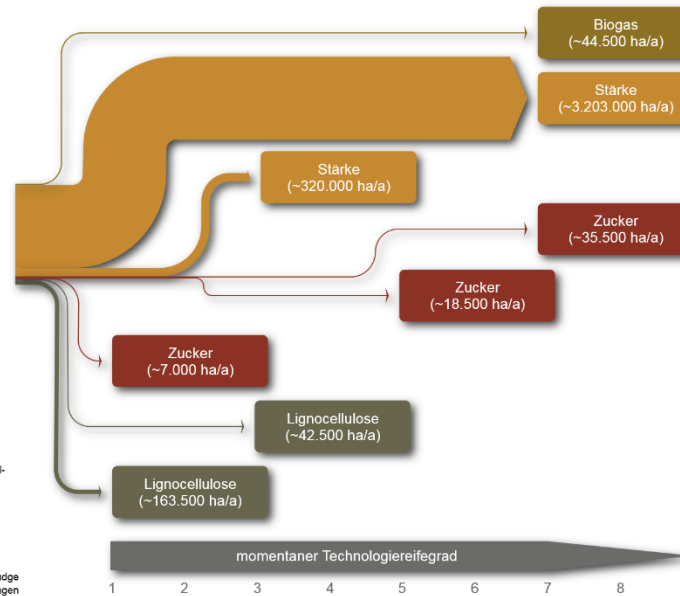 Biogas
(~44.500 ha/a)
Stärke
(~3.203.000 ha/a)
Stärke
(~320.000 ha/a)
Zucker
(~35.500 ha/a)
Zucker
(~18.500 ha/a)
Zucker
(~7.000 ha/a)
Lignocellulose
(~42.500 ha/a)
Lignocellulose
(~163.500 ha/a)
momentaner Technologiereifegrad
1 2 3 4 5 6 7 8